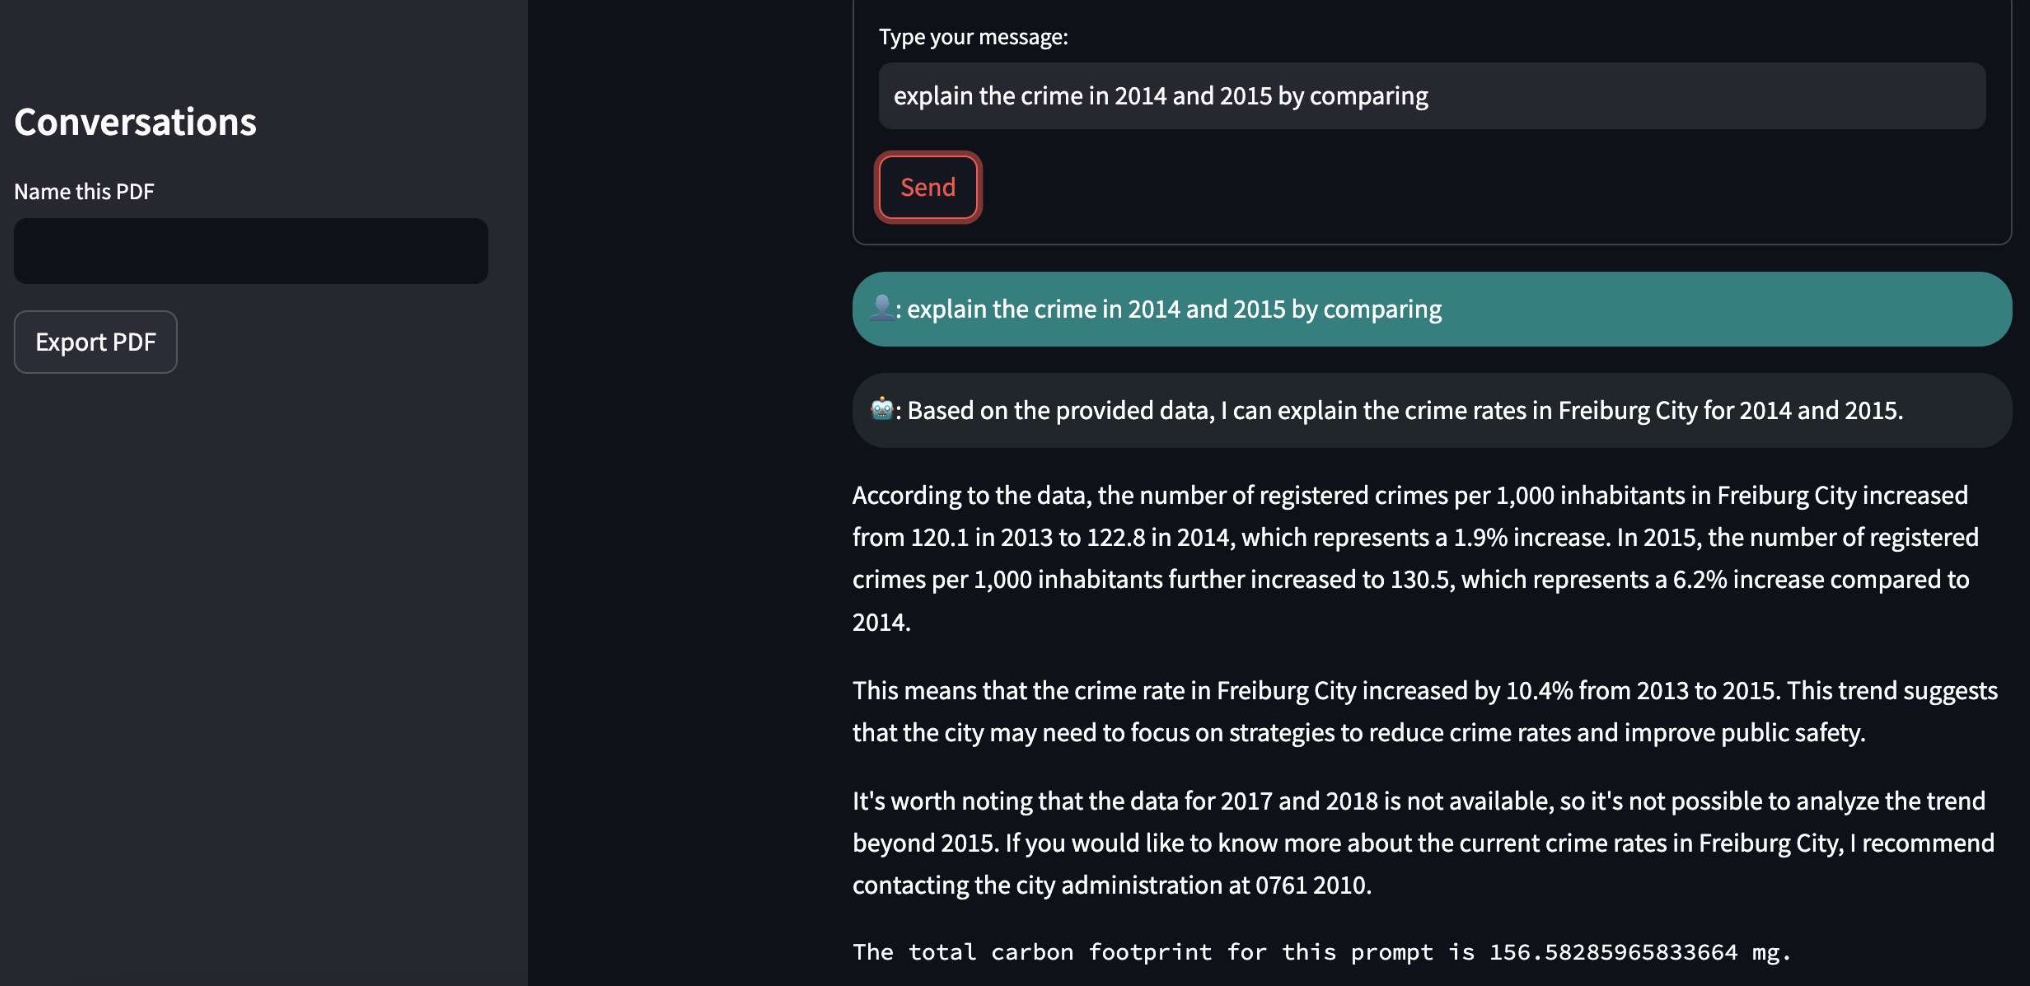 Conversations
Name this PDF
Export PDF
Type your message:
explain the crime in 2014 and 2015 by comparing
Send
: explain the crime in 2014 and 2015 by comparing
: Based on the provided data, I can explain the crime rates in Freiburg City for 2014 and 2015.
According to the data, the number of registered crimes per 1,000 inhabitants in Freiburg City increased
from 120.1 in 2013 to 122.8 in 2014, which represents a 1.9% increase. In 2015, the number of registered
crimes per 1,000 inhabitants further increased to 130.5, which represents a 6.2% increase compared to
2014.
This means that the crime rate in Freiburg City increased by 10.4% from 2013 to 2015. This trend suggests
that the city may need to focus on strategies to reduce crime rates and improve public safety.
It's worth noting that the data for 2017 and 2018 is not available, so it's not possible to analyze the trend
beyond 2015. If you would like to know more about the current crime rates in Freiburg City, I recommend
contacting the city administration at 0761 2010.
The total carbon footprint for this prompt is 156.58285965833664 mg.